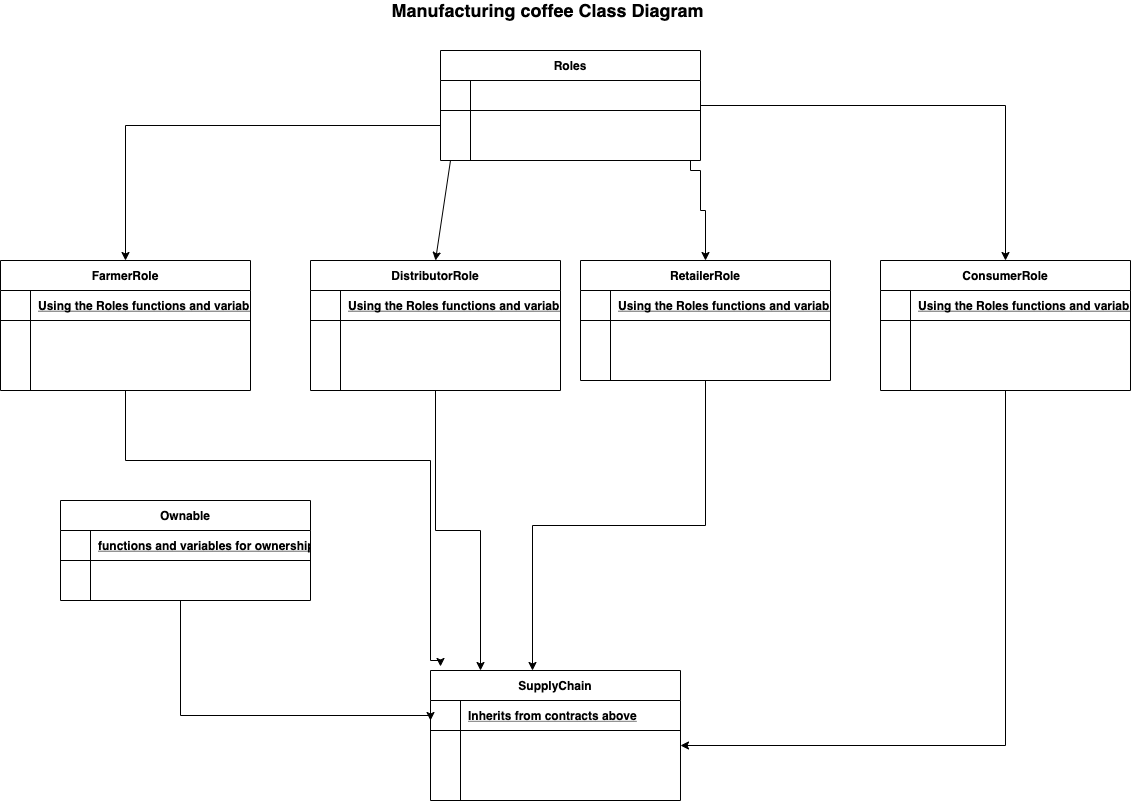 Manufacturing coffee Class Diagram
Roles
FarmerRole
DistributorRole
RetailerRole
ConsumerRole
Using the Roles functions and variab
Using the Roles functions and variab
Using the Roles functions and variab
Using the Roles functions and variab
Ownable
functions and variables for ownership
SupplyChain
Inherits from contracts above